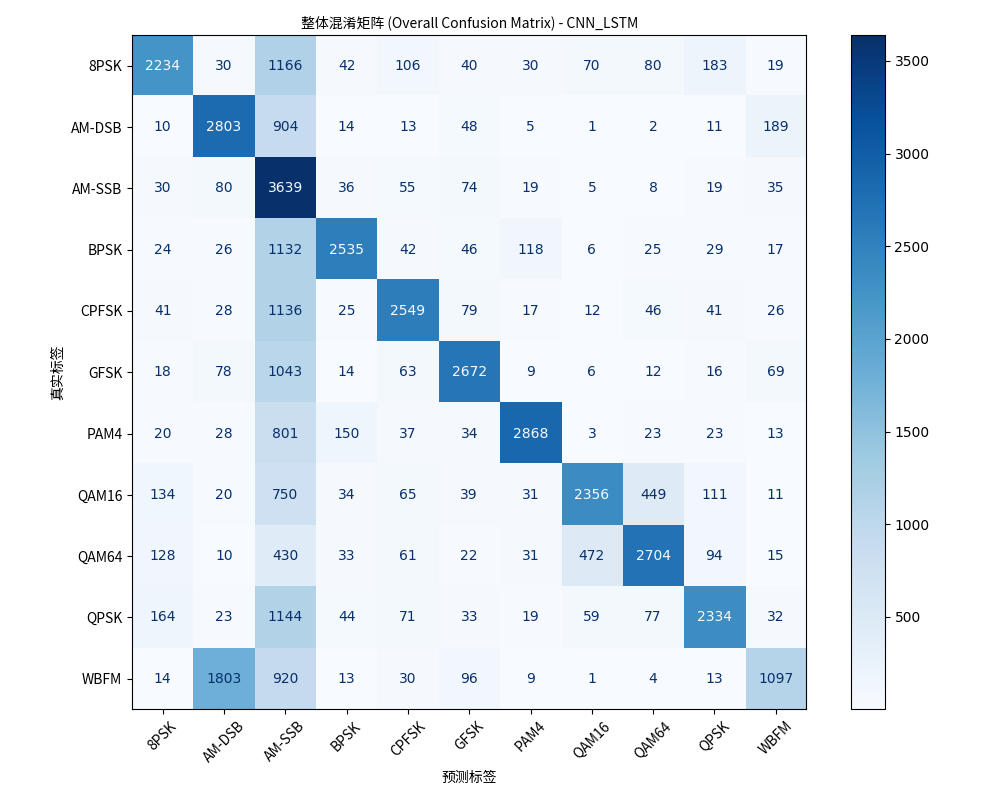 整体混淆矩阵 (Overall Confusion Matrix) - CNN_LSTM
8PSK 2234 30 1166 42 106 40 30 70 80 183 19
AM-DSB 10 2803 904 14 13 48 5 1 2 11 189
AM-SSB 30 80 3639 36 55 74 19 5 8 19 35
BPSK 24 26 1132 2535 42 46 118 6 25 29 17
CPFSK 41 28 1136 25 2549 79 17 12 46 41 26
GFSK 18 78 1043 14 63 2672 9 6 12 16 69
PAM4 20 28 801 150 37 34 2868 3 23 23 13
QAM16 134 20 750 34 65 39 31 2356 449 111 11
QAM64 128 10 430 33 61 22 31 472 2704 94 15
QPSK 164 23 1144 44 71 33 19 59 77 2334 32
WBFM 14 1803 920 13 30 96 9 1 4 13 1097
8PSK AM-DSB AM-SSB BPSK CPFSK GFSK PAM4 QAM16 QAM64 QPSK WBFM
预测标签
真实标签
3500
3000
2500
2000
1500
1000
500